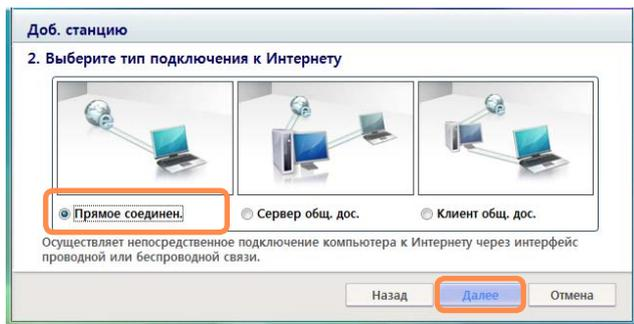 Доб. станцию
2. Выберите тип подключения к Интернету
Прямое соединен.
Сервер общ. дос.
Клиент общ. дос.
Осуществляет непосредственное подключение компьютера к Интернету через интерфейс
проводной или беспроводной связи.
Назад
Далее
Отмена